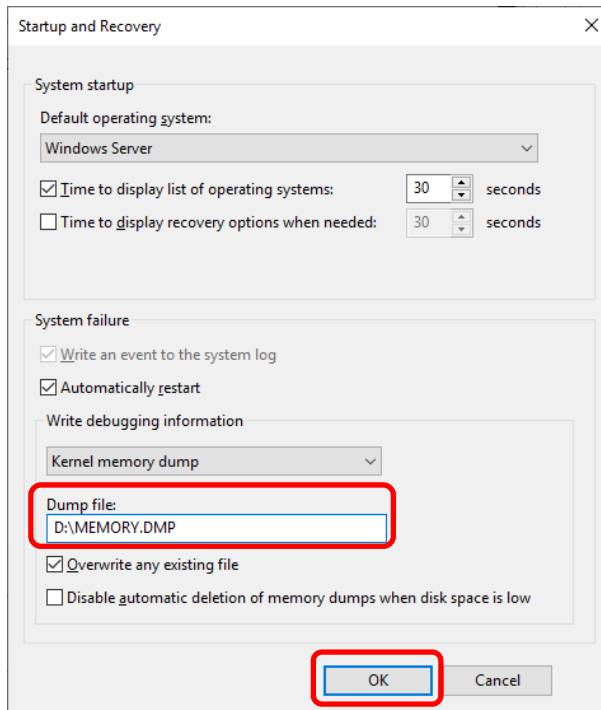 Startup and Recovery
System startup
Default operating system:
Windows Server
Time to display list of operating systems: 30 seconds
Time to display recovery options when needed: 30 seconds
System failure
Write an event to the system log
Automatically restart
Write debugging information
Kernel memory dump
Dump file:
D:\MEMORY.DMP
Overwrite any existing file
Disable automatic deletion of memory dumps when disk space is low
OK Cancel